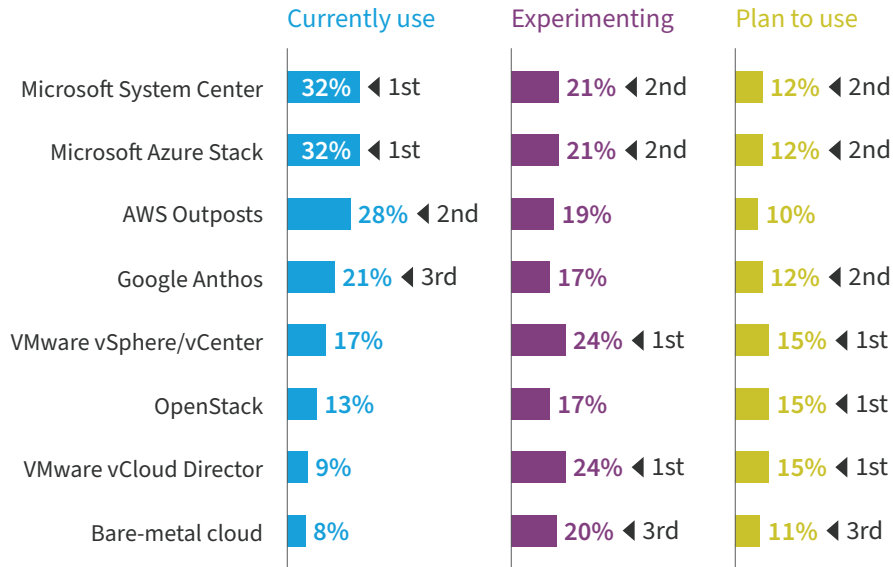 Currently use Experimenting Plan to use
Microsoft System Center 32% ◀ 1st 21% ◀ 2nd 12% ◀ 2nd
Microsoft Azure Stack 32% ◀ 1st 21% ◀ 2nd 12% ◀ 2nd
AWS Outposts 28% ◀ 2nd 19% 10%
Google Anthos 21% ◀ 3rd 17% 12% ◀ 2nd
VMware vSphere/vCenter 17% 24% ◀ 1st 15% ◀ 1st
OpenStack 13% 17% 15% ◀ 1st
VMware vCloud Director 9% 24% ◀ 1st 15% ◀ 1st
Bare-metal cloud 8% 20% ◀ 3rd 11% ◀ 3rd